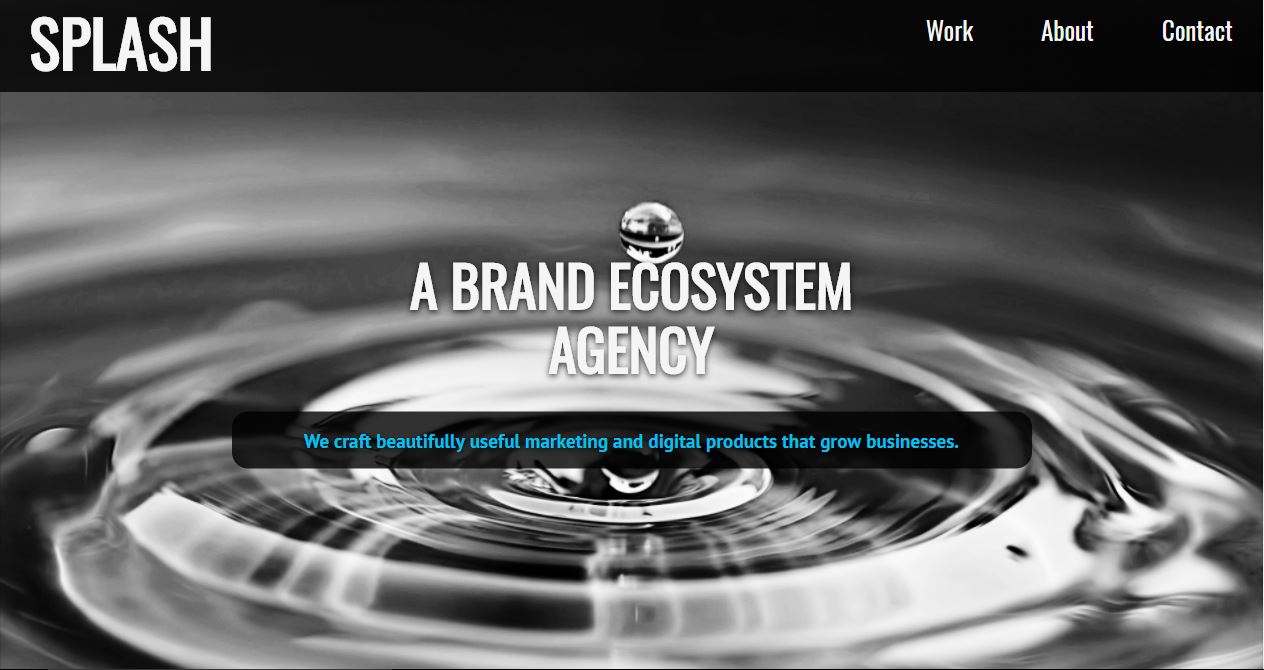 SPLASH
Work About Contact
A BRAND ECOSYSTEM
AGENCY
We craft beautifully useful marketing and digital products that grow businesses.